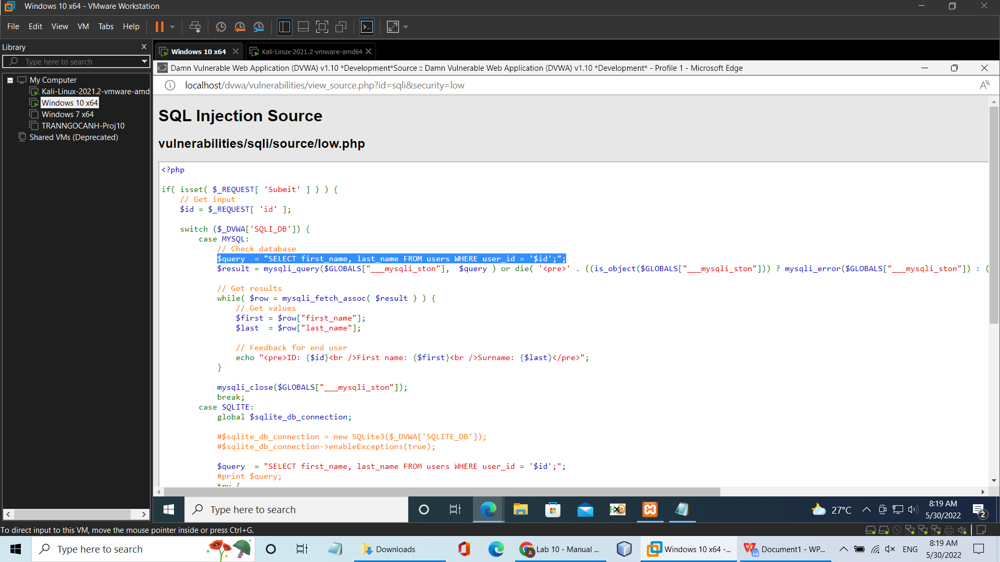 Windows 10 x64 - VMware Workstation
File Edit View VM Tabs Help
Library
Type here to search
My Computer
Kali-Linux-2021.2-vmware-amd
Windows 10 x64
Windows 7 x64
TRANNGOCANH-Proj10
Shared VMs (Deprecated)
Windows 10 x64 Kali-Linux-2021.2-vmware-amd64
Damn Vulnerable Web Application (DVWA) v1.10 *Development*Source :: Damn Vulnerable Web Application (DVWA) v1.10 *Development* - Profile 1 - Microsoft Edge
localhost/dvwa/vulnerabilities/view_source.php?id=sqli&security=low
SQL Injection Source
vulnerabilities/sqli/source/low.php
<?php
if( isset( $_REQUEST[ 'Submit' ] ) ) {
// Get input
$id = $_REQUEST[ 'id' ];
switch ($_DVWA['SQLI_DB']) {
case MYSQL:
// Check database
$query  = "SELECT first_name, last_name FROM users WHERE user_id = '$id';";
$result = mysqli_query($GLOBALS["___mysqli_ston"],  $query ) or die( '<pre>' . ((is_object($GLOBALS["___mysqli_ston"])) ? mysqli_error($GLOBALS["___mysqli_ston"]) : (
// Get results
while( $row = mysqli_fetch_assoc( $result ) ) {
// Get values
$first = $row["first_name"];
$last  = $row["last_name"];
// Feedback for end user
echo "<pre>ID: {$id}<br />First name: {$first}<br />Surname: {$last}</pre>";
}
mysqli_close($GLOBALS["___mysqli_ston"]);
break;
case SQLITE:
global $sqlite_db_connection;
#$sqlite_db_connection = new SQLite3($_DVWA['SQLITE_DB']);
#$sqlite_db_connection->enableExceptions(true);
$query  = "SELECT first_name, last_name FROM users WHERE user_id = '$id';";
#print $query;
try {
Type here to search
27°C
8:19 AM
5/30/2022
2
To direct input to this VM, move the mouse pointer inside or press Ctrl+G.
Type here to search
Downloads
Lab 10 - Manual ...
Windows 10 x64 -...
Document1 - WP...
ENG
8:19 AM
5/30/2022